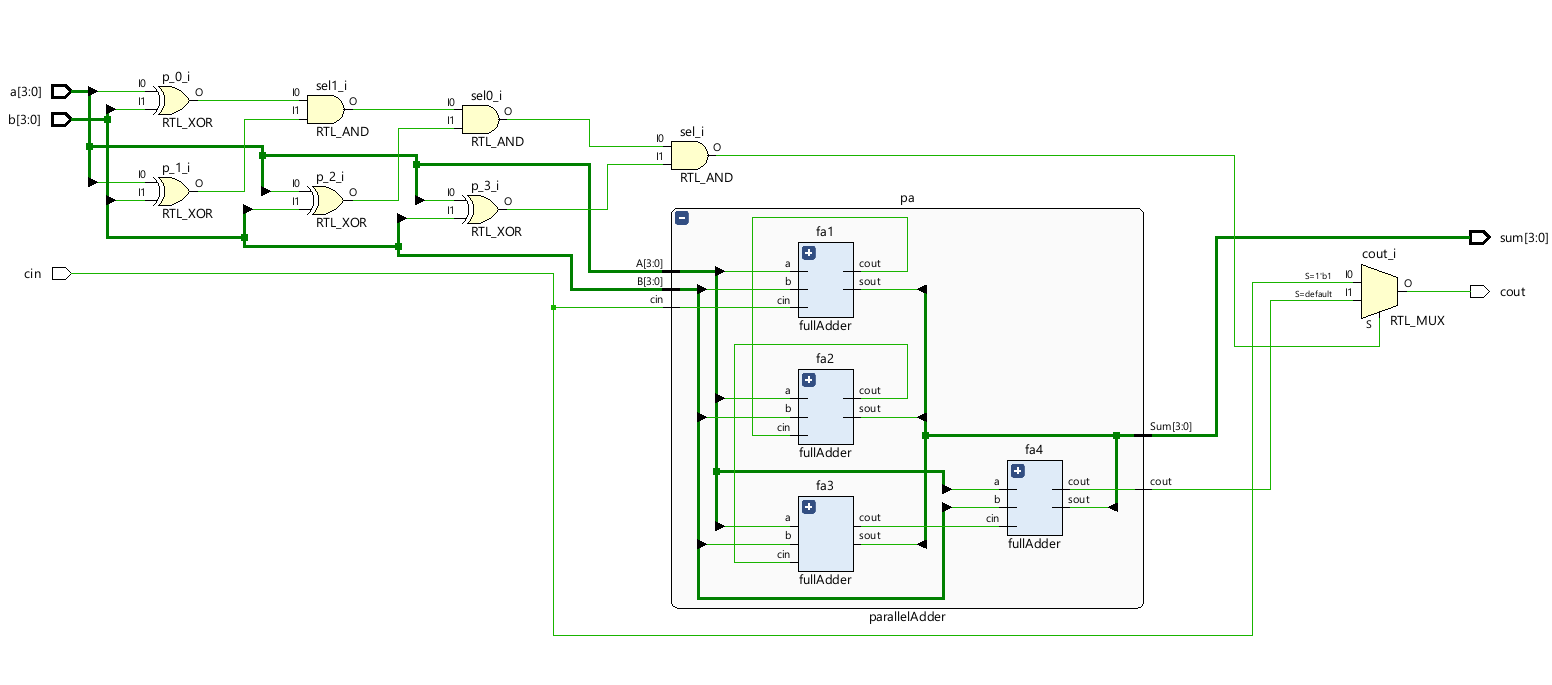 a[3:0]
b[3:0]
cin
p_0_i
I0
I1
O
RTL_XOR
sel1_i
I0
I1
O
RTL_AND
sel0_i
I0
I1
O
RTL_AND
sel_i
I0
I1
O
RTL_AND
p_1_i
I0
I1
O
RTL_XOR
p_2_i
I0
I1
O
RTL_XOR
p_3_i
I0
I1
O
RTL_XOR
pa
A[3:0]
B[3:0]
cin
fa1
a
b
cin
cout
sout
fullAdder
fa2
a
b
cin
cout
sout
fullAdder
fa3
a
b
cin
cout
sout
fullAdder
fa4
a
b
cin
cout
sout
fullAdder
Sum[3:0]
cout
parallelAdder
cout_i
S=1'b1
I0
S=default
I1
O
S
RTL_MUX
sum[3:0]
cout